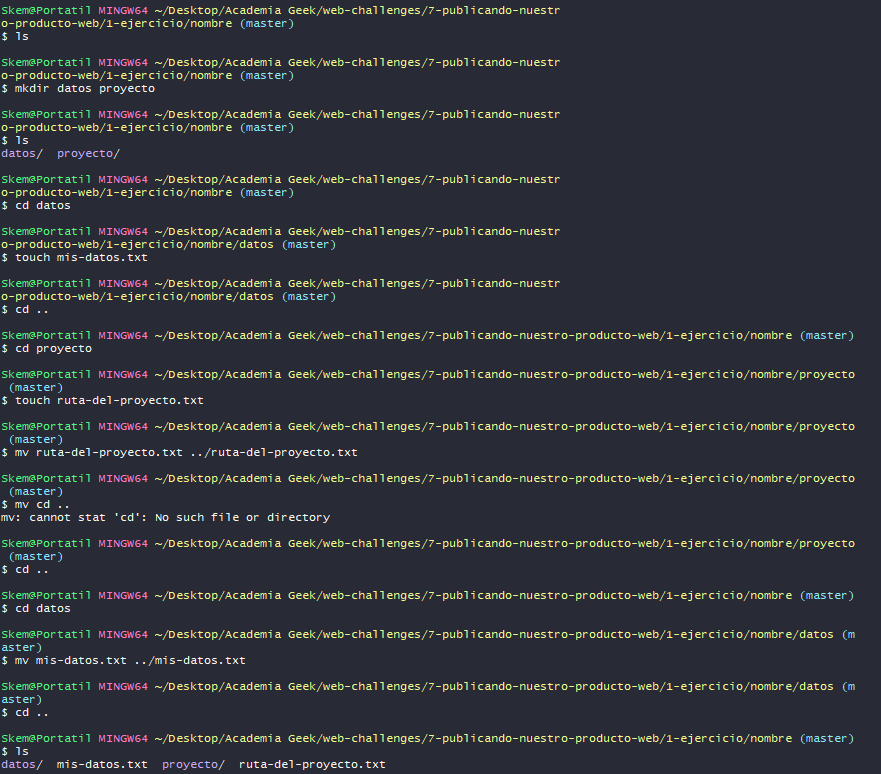 Skem@Portatil MINGW64 ~/Desktop/Academia Geek/web-challenges/7-publicando-nuestr
o-producto-web/1-ejercicio/nombre (master)
$ ls
Skem@Portatil MINGW64 ~/Desktop/Academia Geek/web-challenges/7-publicando-nuestr
o-producto-web/1-ejercicio/nombre (master)
$ mkdir datos proyecto
Skem@Portatil MINGW64 ~/Desktop/Academia Geek/web-challenges/7-publicando-nuestr
o-producto-web/1-ejercicio/nombre (master)
$ ls
datos/  proyecto/
Skem@Portatil MINGW64 ~/Desktop/Academia Geek/web-challenges/7-publicando-nuestr
o-producto-web/1-ejercicio/nombre (master)
$ cd datos
Skem@Portatil MINGW64 ~/Desktop/Academia Geek/web-challenges/7-publicando-nuestr
o-producto-web/1-ejercicio/nombre/datos (master)
$ touch mis-datos.txt
Skem@Portatil MINGW64 ~/Desktop/Academia Geek/web-challenges/7-publicando-nuestr
o-producto-web/1-ejercicio/nombre/datos (master)
$ cd ..
Skem@Portatil MINGW64 ~/Desktop/Academia Geek/web-challenges/7-publicando-nuestro-producto-web/1-ejercicio/nombre (master)
$ cd proyecto
Skem@Portatil MINGW64 ~/Desktop/Academia Geek/web-challenges/7-publicando-nuestro-producto-web/1-ejercicio/nombre/proyecto
(master)
$ touch ruta-del-proyecto.txt
Skem@Portatil MINGW64 ~/Desktop/Academia Geek/web-challenges/7-publicando-nuestro-producto-web/1-ejercicio/nombre/proyecto
(master)
$ mv ruta-del-proyecto.txt ../ruta-del-proyecto.txt
Skem@Portatil MINGW64 ~/Desktop/Academia Geek/web-challenges/7-publicando-nuestro-producto-web/1-ejercicio/nombre/proyecto
(master)
$ mv cd ..
mv: cannot stat 'cd': No such file or directory
Skem@Portatil MINGW64 ~/Desktop/Academia Geek/web-challenges/7-publicando-nuestro-producto-web/1-ejercicio/nombre/proyecto
(master)
$ cd ..
Skem@Portatil MINGW64 ~/Desktop/Academia Geek/web-challenges/7-publicando-nuestro-producto-web/1-ejercicio/nombre (master)
$ cd datos
Skem@Portatil MINGW64 ~/Desktop/Academia Geek/web-challenges/7-publicando-nuestro-producto-web/1-ejercicio/nombre/datos (m
aster)
$ mv mis-datos.txt ../mis-datos.txt
Skem@Portatil MINGW64 ~/Desktop/Academia Geek/web-challenges/7-publicando-nuestro-producto-web/1-ejercicio/nombre/datos (m
aster)
$ cd ..
Skem@Portatil MINGW64 ~/Desktop/Academia Geek/web-challenges/7-publicando-nuestro-producto-web/1-ejercicio/nombre (master)
$ ls
datos/  mis-datos.txt  proyecto/  ruta-del-proyecto.txt